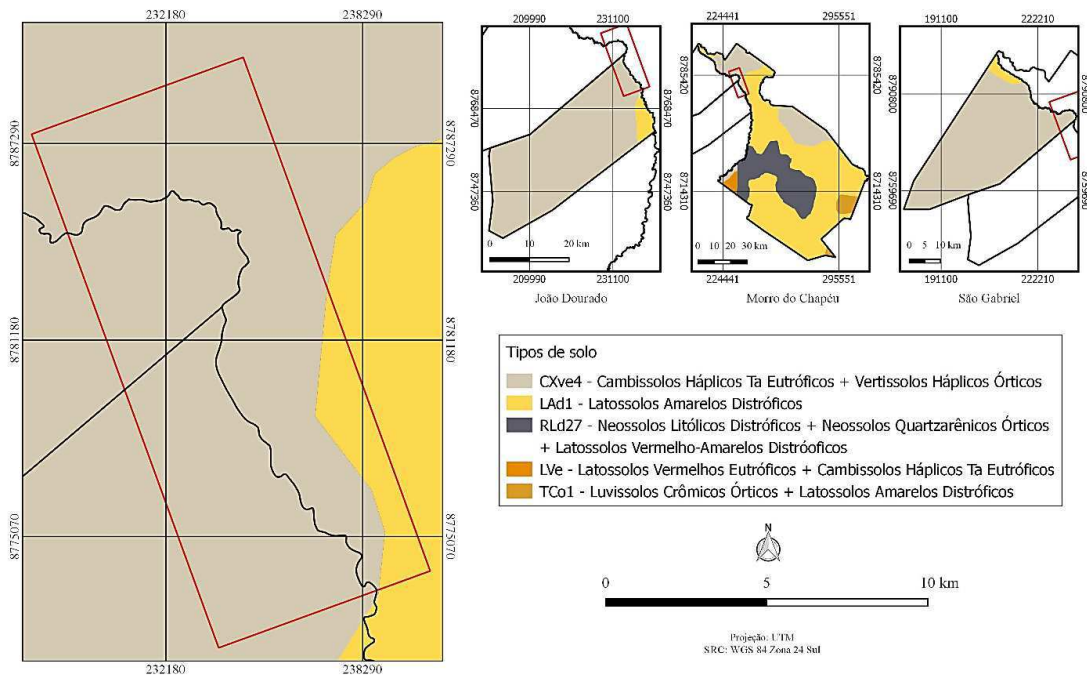 232180
238290
8787290
8787290
8781180
8781180
8775070
8775070
232180
238290
209990
231100
8768470
8768470
8747360
8747360
0
10
20 km
209990
231100
João Dourado
224441
295551
8785420
8785420
8714310
8714310
0
10
20
30 km
224441
295551
Morro do Chapéu
191100
222210
8790800
8790800
8759690
8759690
0
5
10 km
191100
222210
São Gabriel
Tipos de solo
CXve4 - Cambissolos Háplicos Ta Eutróficos + Vertissolos Háplicos Órticos
LAd1 - Latossolos Amarelos Distróficos
RLd27 - Neossolos Litólicos Distróficos + Neossolos Quartzarênicos Órticos
+ Latossolos Vermelho-Amarelos Distróoficos
LVe - Latossolos Vermelhos Eutróficos + Cambissolos Háplicos Ta Eutróficos
TCo1 - Luvissolos Crômicos Órticos + Latossolos Amarelos Distróficos
N
0
5
10 km
Projeção: UTM
SRC: WGS 84 Zona 24 Sul